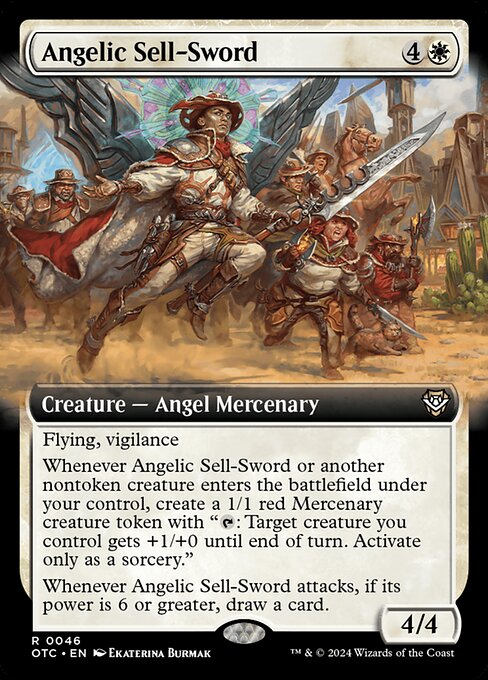 Angelic Sell-Sword 4
Creature — Angel Mercenary
Flying, vigilance
Whenever Angelic Sell-Sword or another
nontoken creature enters the battlefield under
your control, create a 1/1 red Mercenary
creature token with “: Target creature you
control gets +1/+0 until end of turn. Activate
only as a sorcery.”
Whenever Angelic Sell-Sword attacks, if its
power is 6 or greater, draw a card.
4/4
R 0046
OTC • EN Ekaterina Burmak
™ & © 2024 Wizards of the Coast